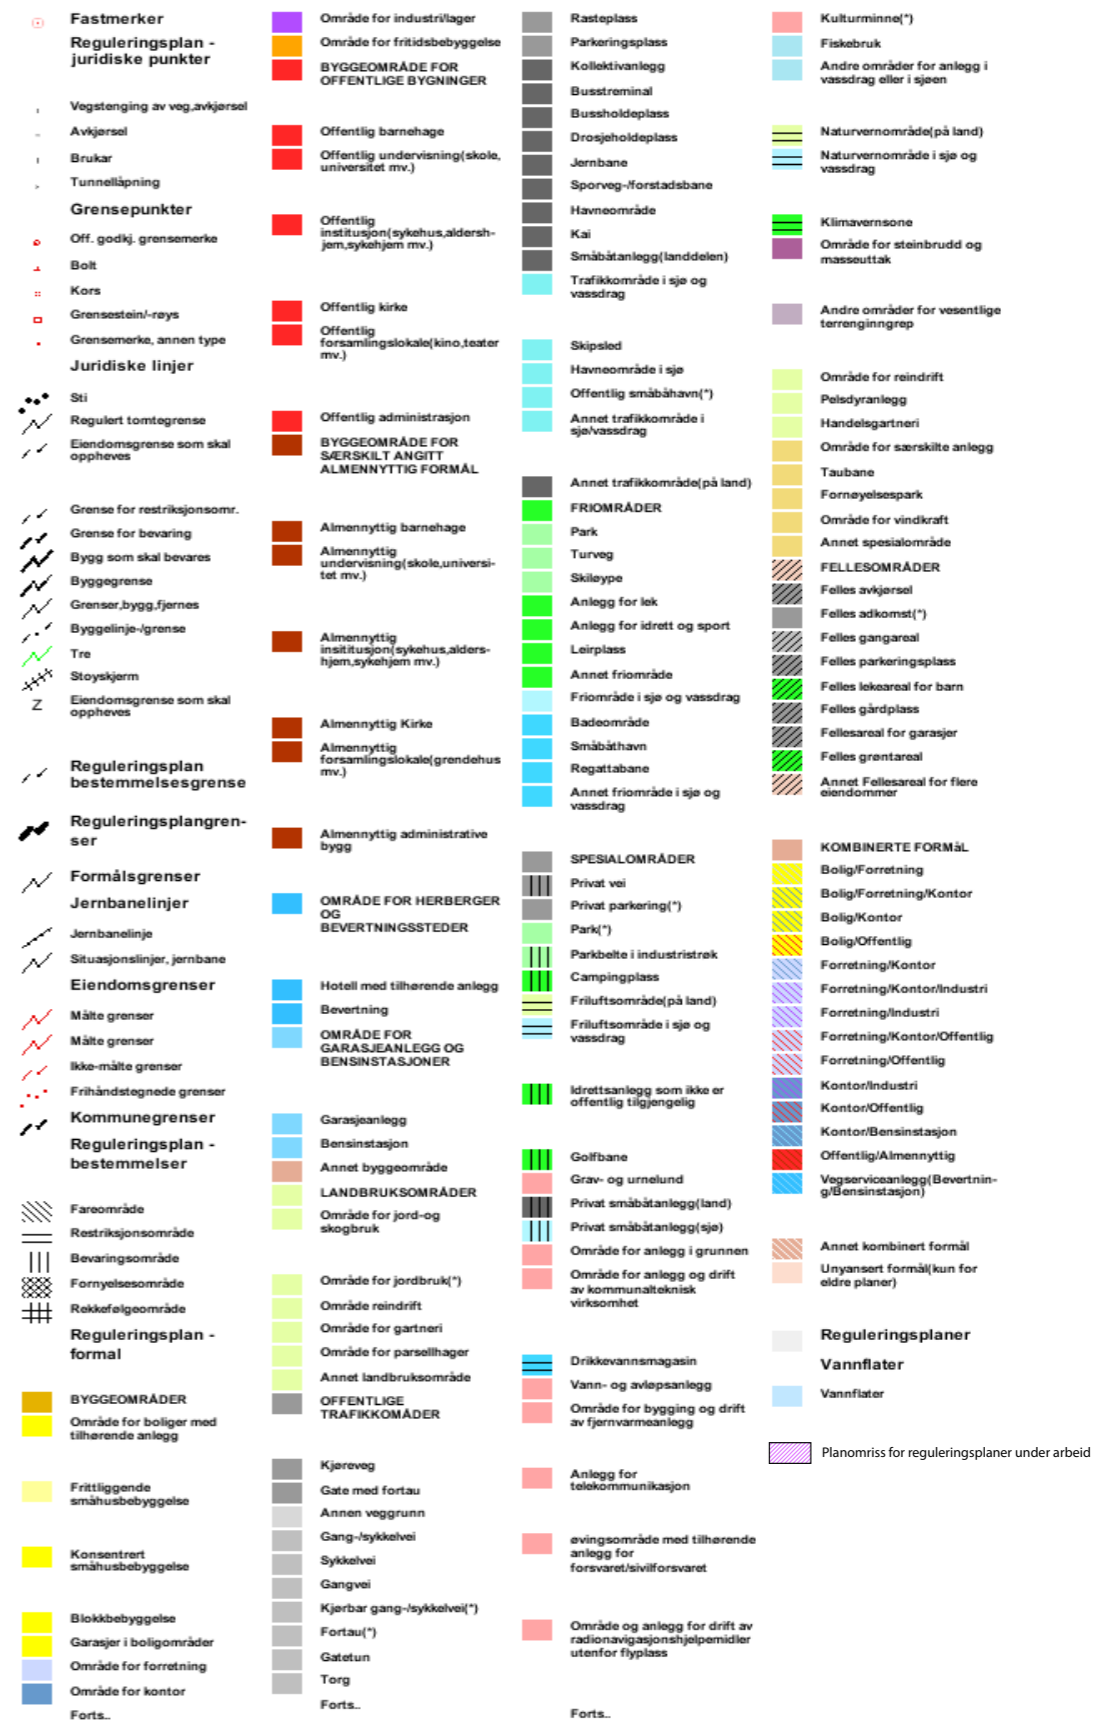 Fastmerker
Reguleringsplan -
juridiske punkter
Vegstenging av veg,avkjørsel
Avkjørsel
Brukar
Tunnellåpning
Grensepunkter
Off. godkj. grensemerke
Bolt
Kors
Grensestein/-røys
Grensemerke, annen type
Juridiske linjer
Sti
Regulert tomtegrense
Eiendomsgrense som skal
oppheves
Grense for restriksjonsomr.
Grense for bevaring
Bygg som skal bevares
Byggegrense
Grenser,bygg,fjernes
Byggelinje-/grense
Tre
Støyskjerm
Z
Eiendomsgrense som skal
oppheves
Reguleringsplan
bestemmelsesgrense
Reguleringsplangren-
ser
Formålsgrenser
Jernbanelinjer
Jernbanelinje
Situasjonslinjer, jernbane
Eiendomsgrenser
Målte grenser
Målte grenser
Ikke-målte grenser
Frihåndstegnede grenser
Kommunegrenser
Reguleringsplan -
bestemmelser
Fareområde
Restriksjonsområde
Bevaringsområde
Fornyelsesområde
Rekkefølgeområde
Reguleringsplan -
formal
BYGGEOMRÅDER
Område for boliger med
tilhørende anlegg
Frittliggende
småhusbebyggelse
Konsentrert
småhusbebyggelse
Blokkbebyggelse
Garasjer i boligområder
Område for forretning
Område for kontor
Forts..
Område for industri/lager
Område for fritidsbebyggelse
BYGGEOMRÅDE FOR
OFFENTLIGE BYGNINGER
Offentlig barnehage
Offentlig undervisning(skole,
universitet mv.)
Offentlig
institusjon(sykehus,aldersh-
jem,sykehjem mv.)
Offentlig kirke
Offentlig
forsamlingslokale(kino,teater
mv.)
Offentlig administrasjon
BYGGEOMRÅDE FOR
SÆRSKILT ANGITT
ALMENNYTTIG FORMÅL
Almennyttig barnehage
Almennyttig
undervisning(skole,universi-
tet mv.)
Almennyttig
insititusjon(sykehus,alders-
hjem,sykehjem mv.)
Almennyttig Kirke
Almennyttig
forsamlingslokale(grendehus
mv.)
Almennyttig administrative
bygg
OMRÅDE FOR HERBERGER
OG
BEVERTNINGSSTEDER
Hotell med tilhørende anlegg
Bevertning
OMRÅDE FOR
GARASJEANLEGG OG
BENSINSTASJONER
Garasjeanlegg
Bensinstasjon
Annet byggeområde
LANDBRUKSOMRÅDER
Område for jord-og
skogbruk
Område for jordbruk(*)
Område reindrift
Område for gartneri
Område for parsellhager
Annet landbruksområde
OFFENTLIGE
TRAFIKKOMÅDER
Kjøreveg
Gate med fortau
Annen veggrunn
Gang-/sykkelvei
Sykkelvei
Gangvei
Kjørbar gang-/sykkelvei(*)
Fortau(*)
Gatetun
Torg
Forts..
Rasteplass
Parkeringsplass
Kollektivanlegg
Busstreminal
Bussholdeplass
Drosjeholdeplass
Jernbane
Sporveg-/forstadsbane
Havneområde
Kai
Småbåtanlegg(landdelen)
Trafikkområde i sjø og
vassdrag
Skipsled
Havneområde i sjø
Offentlig småbåhavn(*)
Annet trafikkområde i
sjø/vassdrag
Annet trafikkområde(på land)
FRIOMRÅDER
Park
Turveg
Skiløype
Anlegg for lek
Anlegg for idrett og sport
Leirplass
Annet friområde
Friområde i sjø og vassdrag
Badeområde
Småbåthavn
Regattabane
Annet friområde i sjø og
vassdrag
SPESIALOMRÅDER
Privat vei
Privat parkering(*)
Park(*)
Parkbelte i industristrøk
Campingplass
Friluftsområde(på land)
Friluftsområde i sjø og
vassdrag
Idrettsanlegg som ikke er
offentlig tilgjengelig
Golfbane
Grav- og urnelund
Privat småbåtanlegg(land)
Privat småbåtanlegg(sjø)
Område for anlegg i grunnen
Område for anlegg og drift
av kommunalteknisk
virksomhet
Drikkevannsmagasin
Vann- og avløpsanlegg
Område for bygging og drift
av fjernvarmeanlegg
Anlegg for
telekommunikasjon
øvingsområde med tilhørende
anlegg for
forsvaret/sivilforsvaret
Område og anlegg for drift av
radionavigasjonshjelpemidler
utenfor flyplass
Forts..
Kulturminne(*)
Fiskebruk
Andre områder for anlegg i
vassdrag eller i sjøen
Naturvernområde(på land)
Naturvernområde i sjø og
vassdrag
Klimavernsone
Område for steinbrudd og
masseuttak
Andre områder for vesentlige
terrenginngrep
Område for reindrift
Pelsdyranlegg
Handelsgartneri
Område for særskilte anlegg
Taubane
Fornøyelsespark
Område for vindkraft
Annet spesialområde
FELLESOMRÅDER
Felles avkjørsel
Felles adkomst(*)
Felles gangareal
Felles parkeringsplass
Felles lekeareal for barn
Felles gårdplass
Fellesareal for garasjer
Felles grøntareal
Annet Fellesareal for flere
eiendommer
KOMBINERTE FORMåL
Bolig/Forretning
Bolig/Forretning/Kontor
Bolig/Kontor
Bolig/Offentlig
Forretning/Kontor
Forretning/Kontor/Industri
Forretning/Industri
Forretning/Kontor/Offentlig
Forretning/Offentlig
Kontor/Industri
Kontor/Offentlig
Kontor/Bensinstasjon
Offentlig/Almennyttig
Vegserviceanlegg(Bevertnin-
g/Bensinstasjon)
Annet kombinert formål
Unyansert formål(kun for
eldre planer)
Reguleringsplaner
Vannflater
Vannflater
Planomriss for reguleringsplaner under arbeid